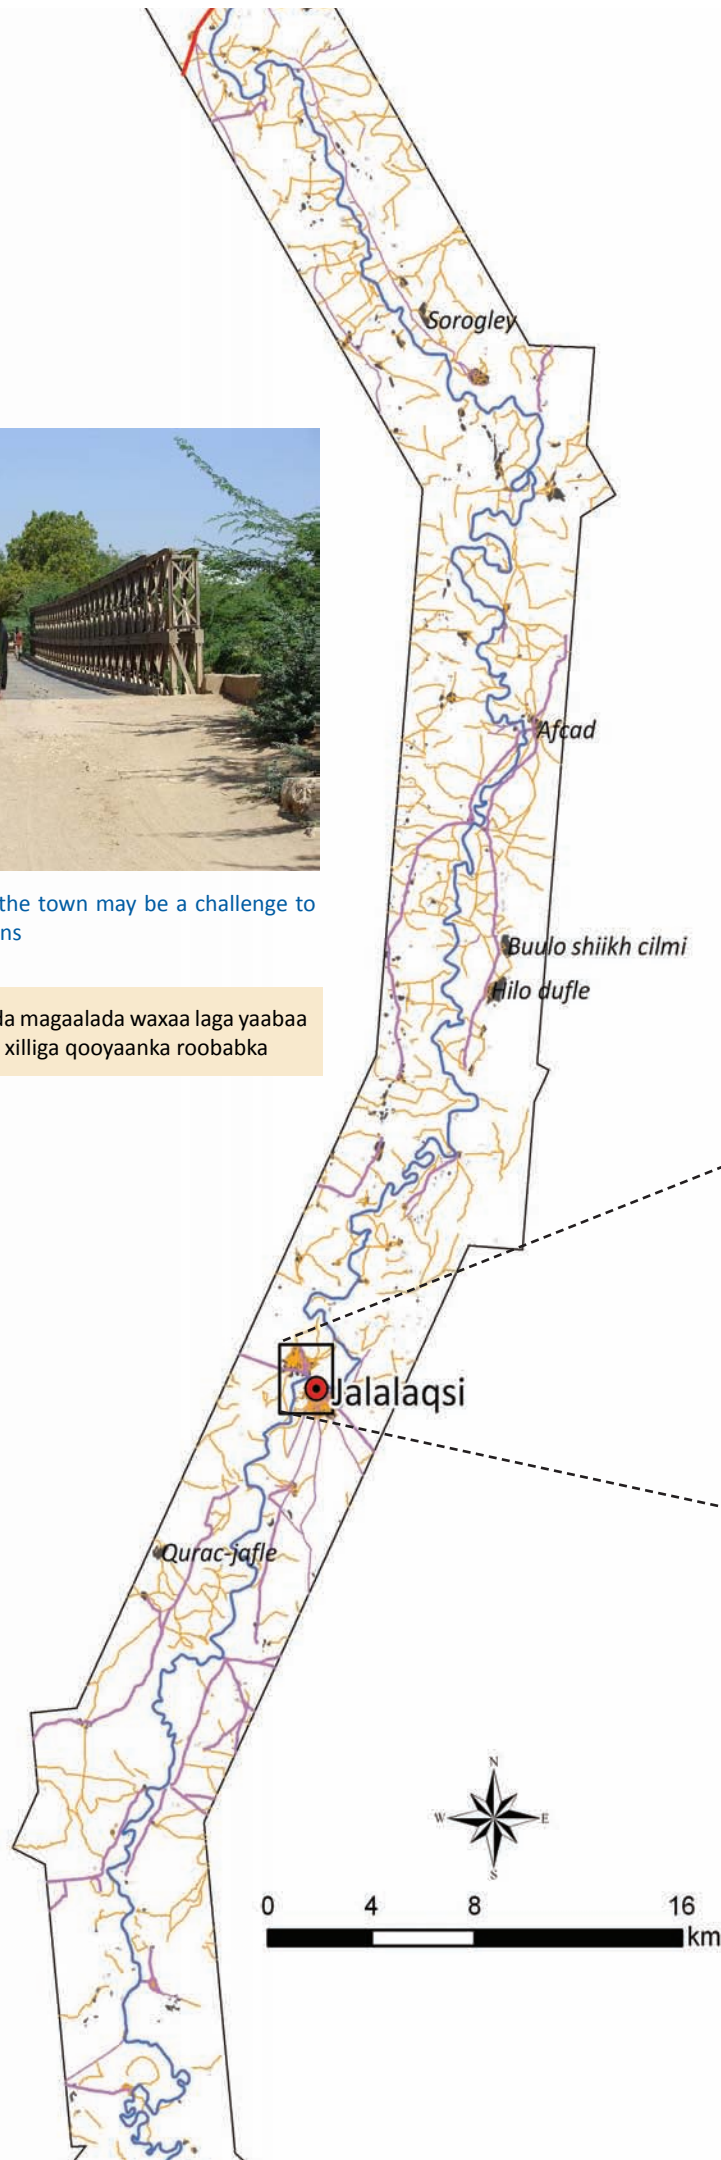 Sorogley
Afcad
the town may be a challenge to
ns
Buulo shiikh cilmi
Hilo dufle
da magaalada waxaa laga yaabaa
xilliga qooyaanka roobabka
Jalalaqsi
Qurac-jafle
N
W E
S
0 4 8 16
km